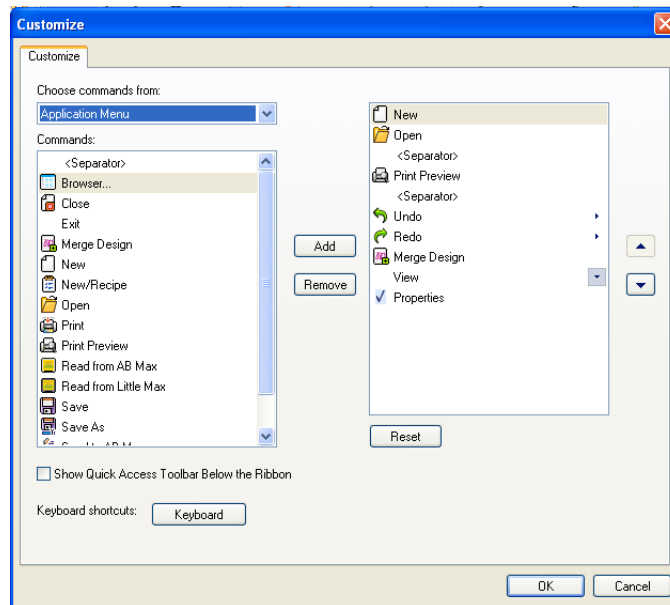 Customize
Customize
Choose commands from:
Application Menu
Commands:
<Separator>
Browser...
Close
Exit
Merge Design
New
New/Recipe
Open
Print
Print Preview
Read from AB Max
Read from Little Max
Save
Save As
Add
Remove
New
Open
<Separator>
Print Preview
<Separator>
Undo
Redo
Merge Design
View
Properties
Reset
Show Quick Access Toolbar Below the Ribbon
Keyboard shortcuts:
Keyboard
OK
Cancel